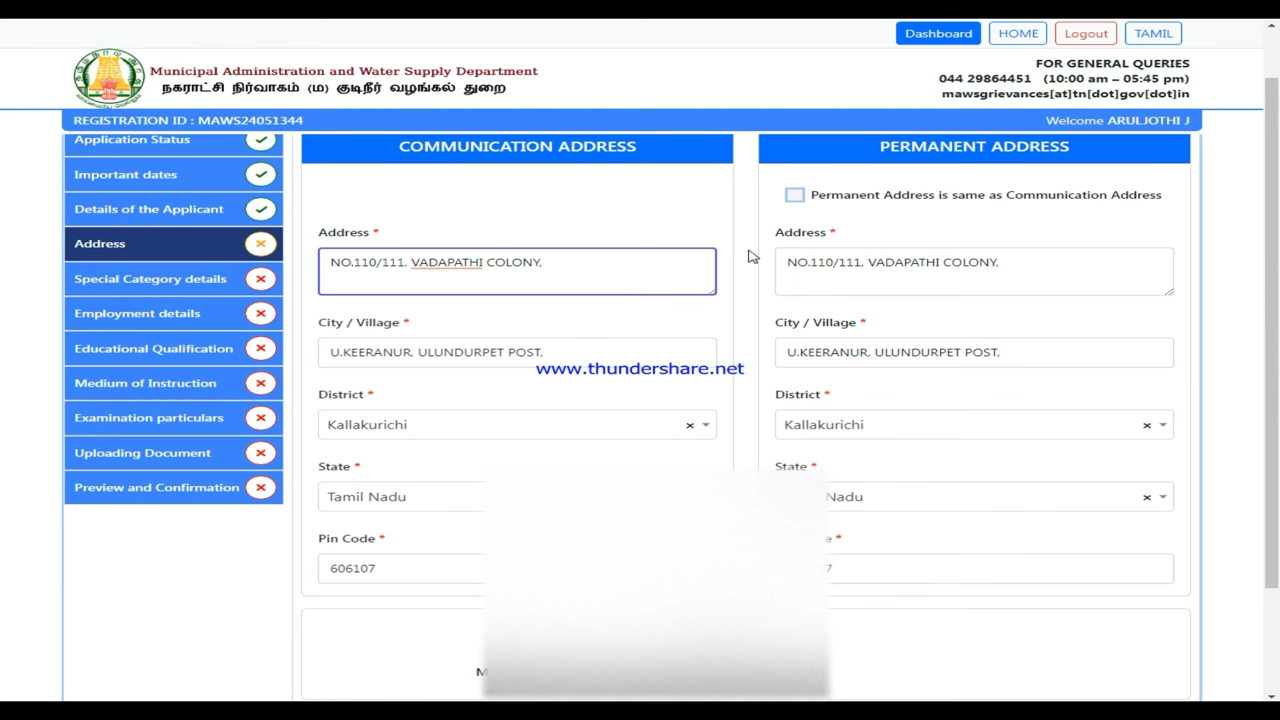 Dashboard HOME Logout TAMIL
Municipal Administration and Water Supply Department
நகராட்சி நிர்வாகம் (ம) குடிநீர் வழங்கல் துறை
FOR GENERAL QUERIES
044 29864451 (10:00 am – 05:45 pm)
mawsgrievances[at]tn[dot]gov[dot]in
REGISTRATION ID : MAWS24051344 Welcome ARULJOTHI J
Application Status
Important dates
Details of the Applicant
Address
Special Category details
Employment details
Educational Qualification
Medium of Instruction
Examination particulars
Uploading Document
Preview and Confirmation
COMMUNICATION ADDRESS
Address *
NO.110/111, VADAPATHI COLONY,
City / Village *
U.KEERANUR, ULUNDURPET POST,
District *
Kallakurichi
State *
Tamil Nadu
Pin Code *
606107
PERMANENT ADDRESS
Permanent Address is same as Communication Address
Address *
NO.110/111, VADAPATHI COLONY,
City / Village *
U.KEERANUR, ULUNDURPET POST,
District *
Kallakurichi
State *
Nadu
www.thundershare.net